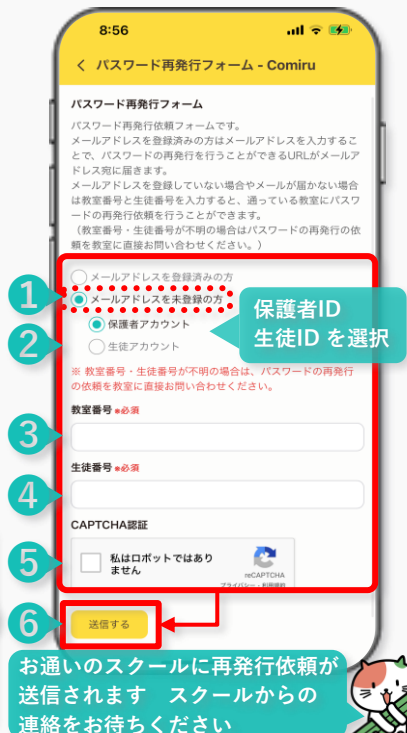 8:56
パスワード再発行フォーム - Comiru
パスワード再発行フォーム
パスワード再発行依頼フォームです。
メールアドレスを登録済みの方はメールアドレスを入力するこ
とで、パスワードの再発行を行うことができるURLがメールア
ドレス宛に届きます。
メールアドレスを登録していない場合やメールが届かない場合
は教室番号と生徒番号を入力すると、通っている教室にパスワ
ードの再発行依頼を行うことができます。
（教室番号・生徒番号が不明の場合はパスワードの再発行の依
頼を教室に直接お問い合わせください。）
メールアドレスを登録済みの方
1
メールアドレスを未登録の方
保護者アカウント
2
生徒アカウント
保護者ID
生徒ID を選択
※ 教室番号・生徒番号が不明の場合は、パスワードの再発行
の依頼を教室に直接お問い合わせください。
教室番号 ※必須
3
生徒番号 ※必須
4
CAPTCHA認証
5
私はロボットではあり
ません
reCAPTCHA
プライバシー - 利用規約
6
送信する
お通いのスクールに再発行依頼が
送信されます　スクールからの
連絡をお待ちください